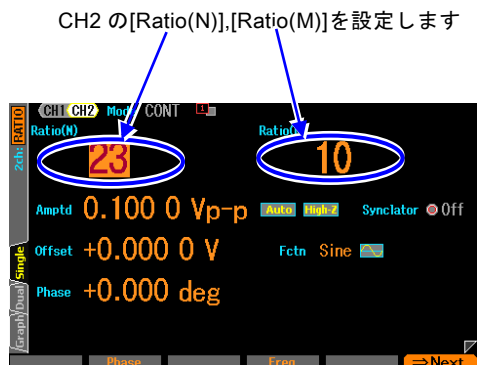 CH2 の[Ratio(N)],[Ratio(M)]を設定します
2ch: RATIO
CH1 CH2 Mode CONT 1
Ratio(N)
23
10
Amptd 0.100 0 Vp-p Auto High-Z Synclator Off
Offset +0.000 0 V Fctn Sine
Phase +0.000 deg
Single
Dual
Graph
Phase Freq ⇒Next